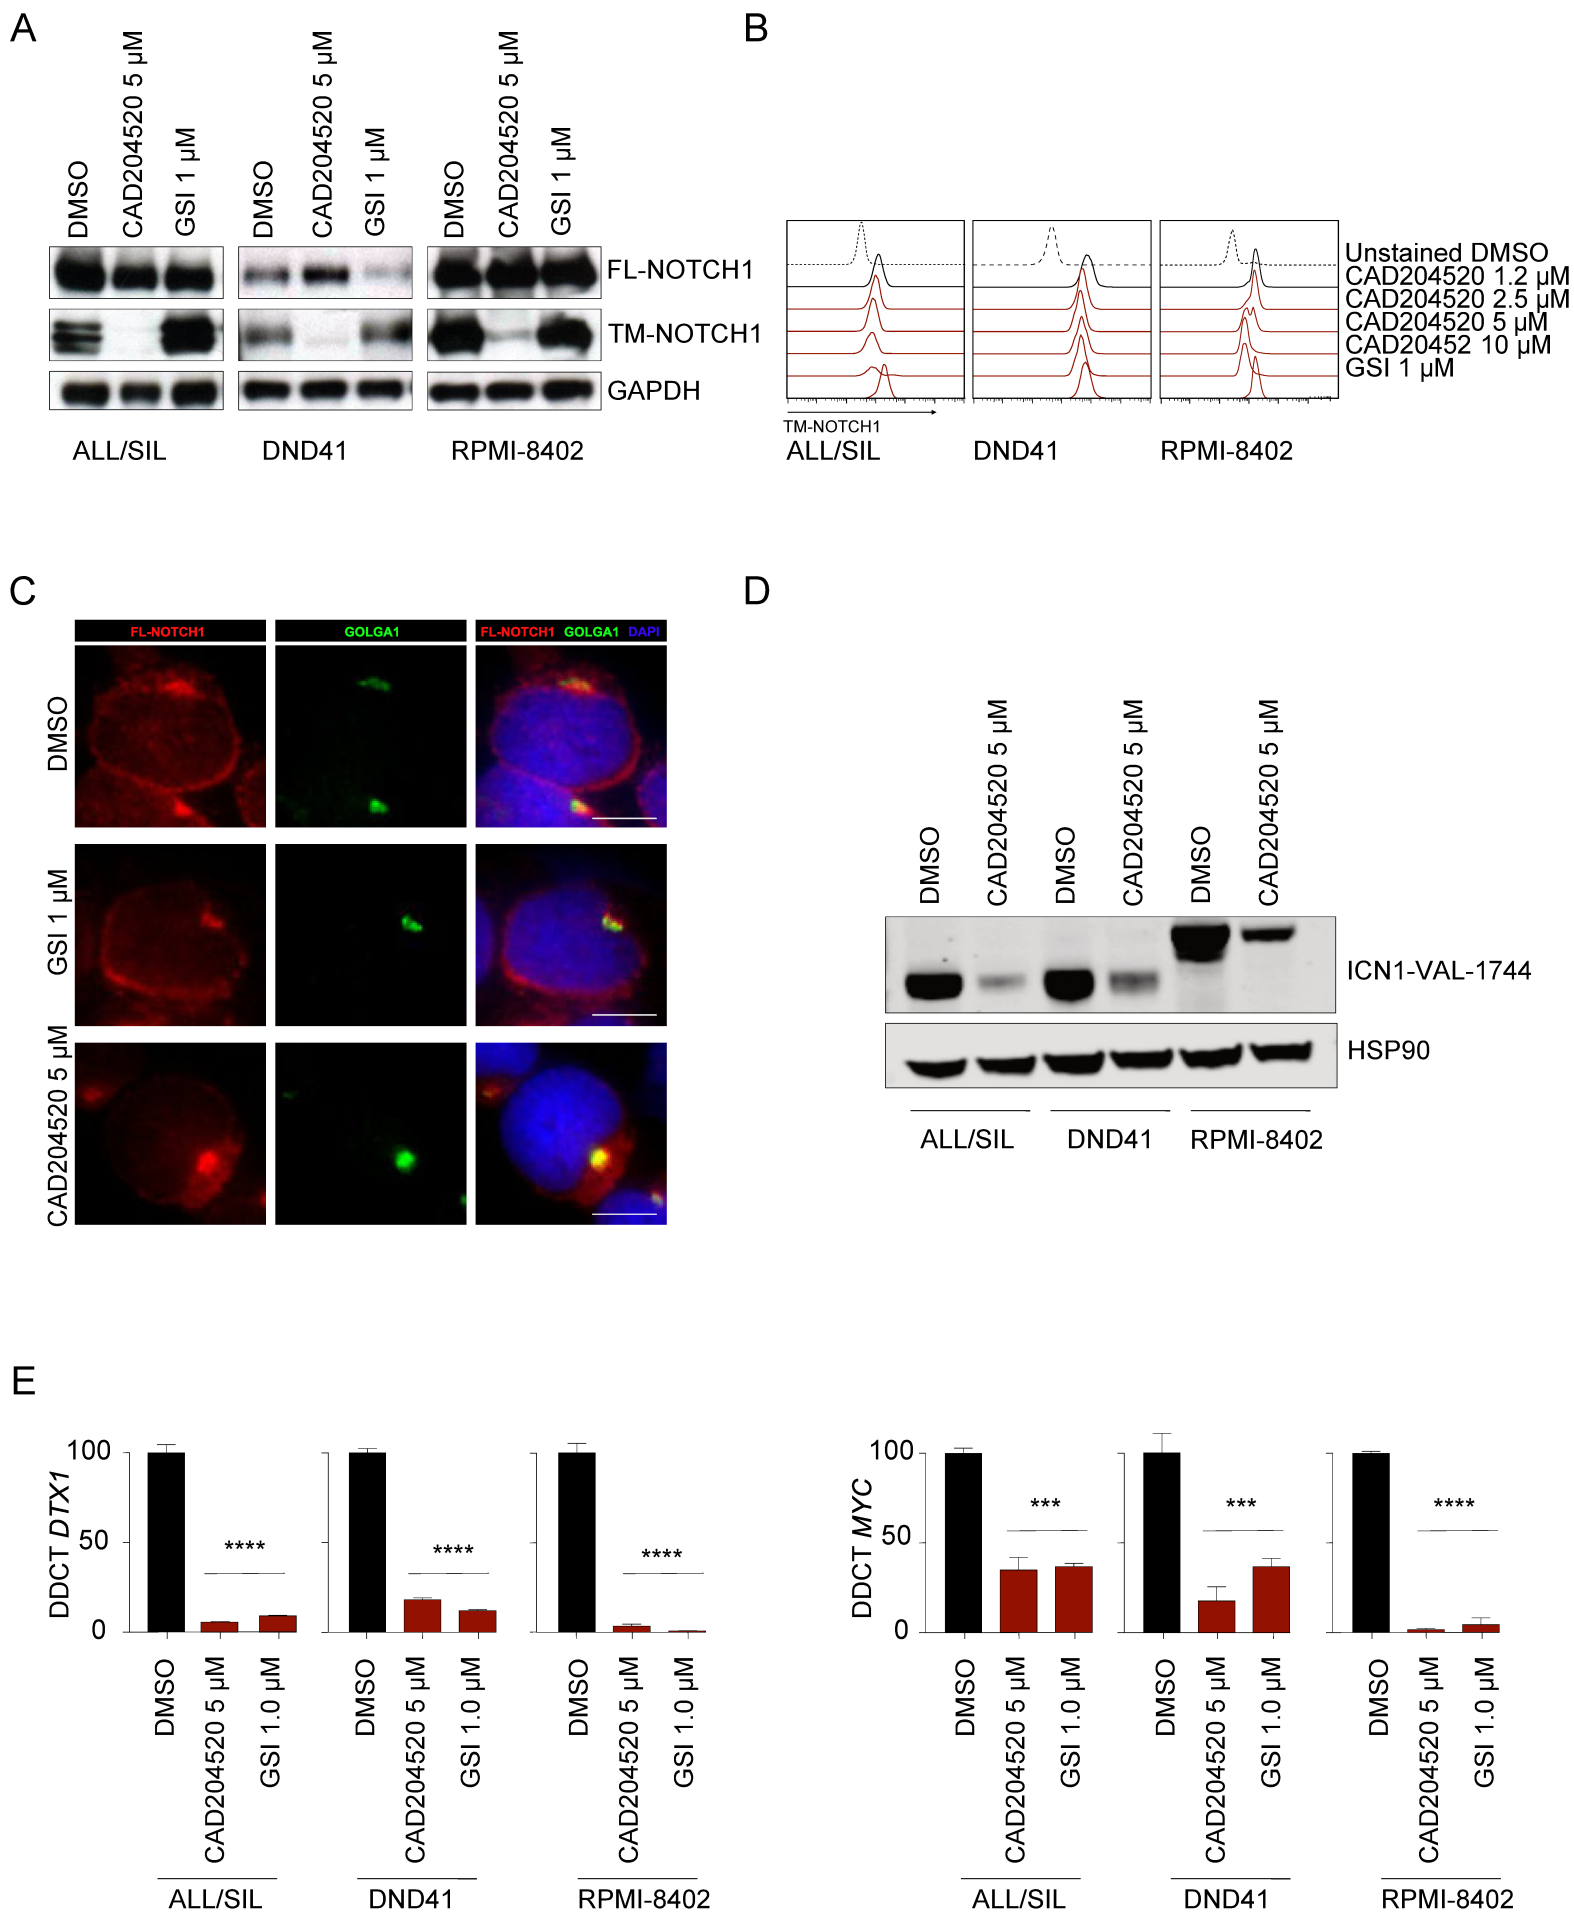 A
DMSO
CAD204520 5 µM
GSI 1 µM
DMSO
CAD204520 5 µM
GSI 1 µM
DMSO
CAD204520 5 µM
GSI 1 µM
FL-NOTCH1
TM-NOTCH1
GAPDH
ALL/SIL
DND41
RPMI-8402
B
Unstained DMSO
CAD204520 1.2 µM
CAD204520 2.5 µM
CAD204520 5 µM
CAD20452 10 µM
GSI 1 µM
TM-NOTCH1
ALL/SIL
DND41
RPMI-8402
C
FL-NOTCH1
GOLGA1
FL-NOTCH1 GOLGA1 DAPI
DMSO
GSI 1 µM
CAD204520 5 µM
D
DMSO
CAD204520 5 µM
DMSO
CAD204520 5 µM
DMSO
CAD204520 5 µM
ICN1-VAL-1744
HSP90
ALL/SIL
DND41
RPMI-8402
E
DDCT DTX1
100
50
0
****
****
****
DMSO
CAD204520 5 µM
GSI 1.0 µM
DMSO
CAD204520 5 µM
GSI 1.0 µM
DMSO
CAD204520 5 µM
GSI 1.0 µM
ALL/SIL
DND41
RPMI-8402
DDCT MYC
100
50
0
***
***
****
DMSO
CAD204520 5 µM
GSI 1.0 µM
DMSO
CAD204520 5 µM
GSI 1.0 µM
DMSO
CAD204520 5 µM
GSI 1.0 µM
ALL/SIL
DND41
RPMI-8402